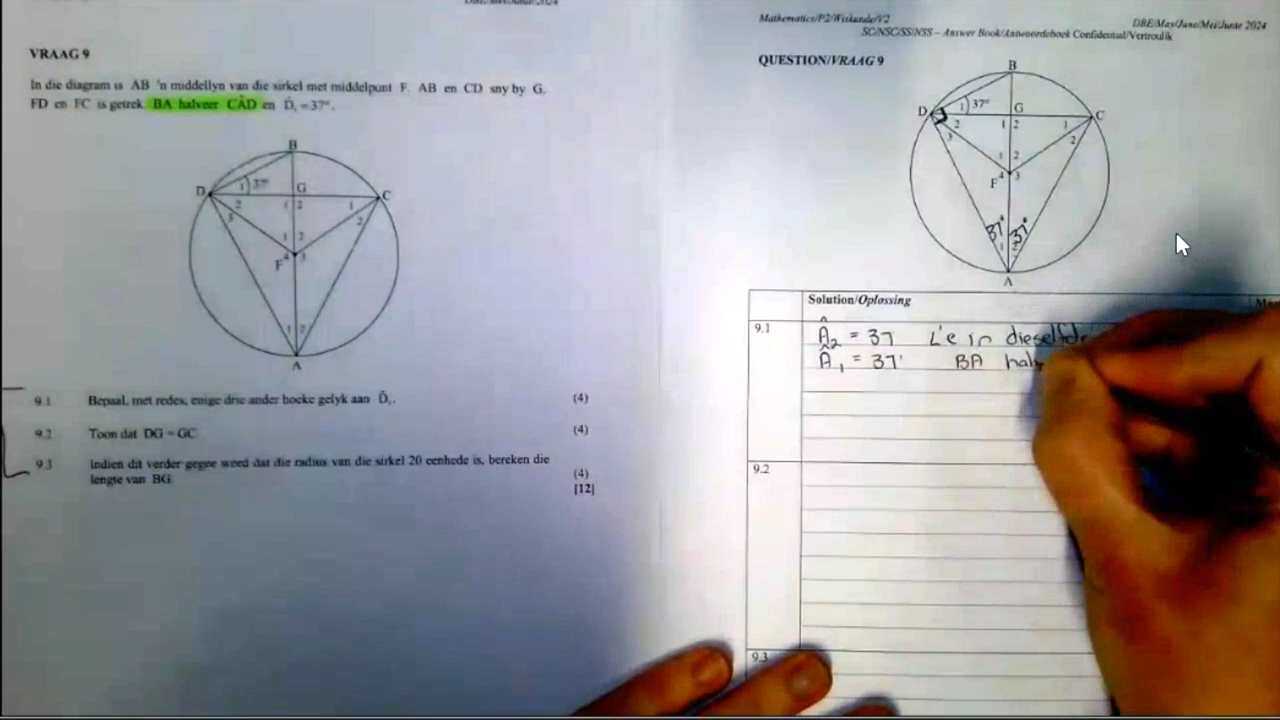 DBE/Mei/Junie 2024
VRAAG 9
In die diagram is AB 'n middellyn van die sirkel met middelpunt F. AB en CD sny by G.
FD en FC is getrek. BA halveer CÂD en D̂₁ = 37°.
B
D
1
37°
G
C
2
3
1
2
1
2
1
2
F
4
3
1
2
A
9.1 Bepaal, met redes, enige drie ander hoeke gelyk aan D̂₁. (4)
9.2 Toon dat DG = GC (4)
9.3 Indien dit verder gegee word dat die radius van die sirkel 20 eenhede is, bereken die
lengte van BG. (4)
[12]
Mathematics/P2/Wiskunde/V2
DBE/May/June/Mei/Junie 2024
SC/NSC/SS/NSS – Answer Book/Antwoordeboek Confidential/Vertroulik
QUESTION/VRAAG 9
B
D
1
37°
G
C
2
3
1
2
1
2
1
2
F
4
3
37°
37°
1
2
A
Solution/Oplossing
9.1
Â₂ = 37 L'e in dieselfde
Â₁ = 37° BA halv
9.2
9.3